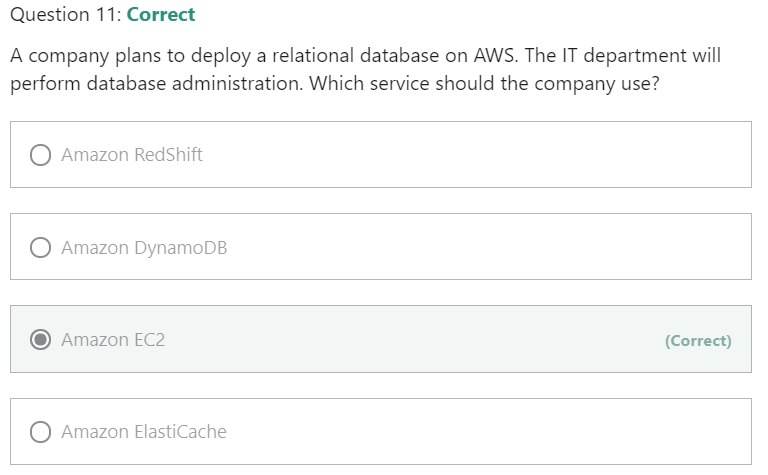 Question 11: Correct
A company plans to deploy a relational database on AWS. The IT department will
perform database administration. Which service should the company use?
Amazon RedShift
Amazon DynamoDB
Amazon EC2 (Correct)
Amazon ElastiCache